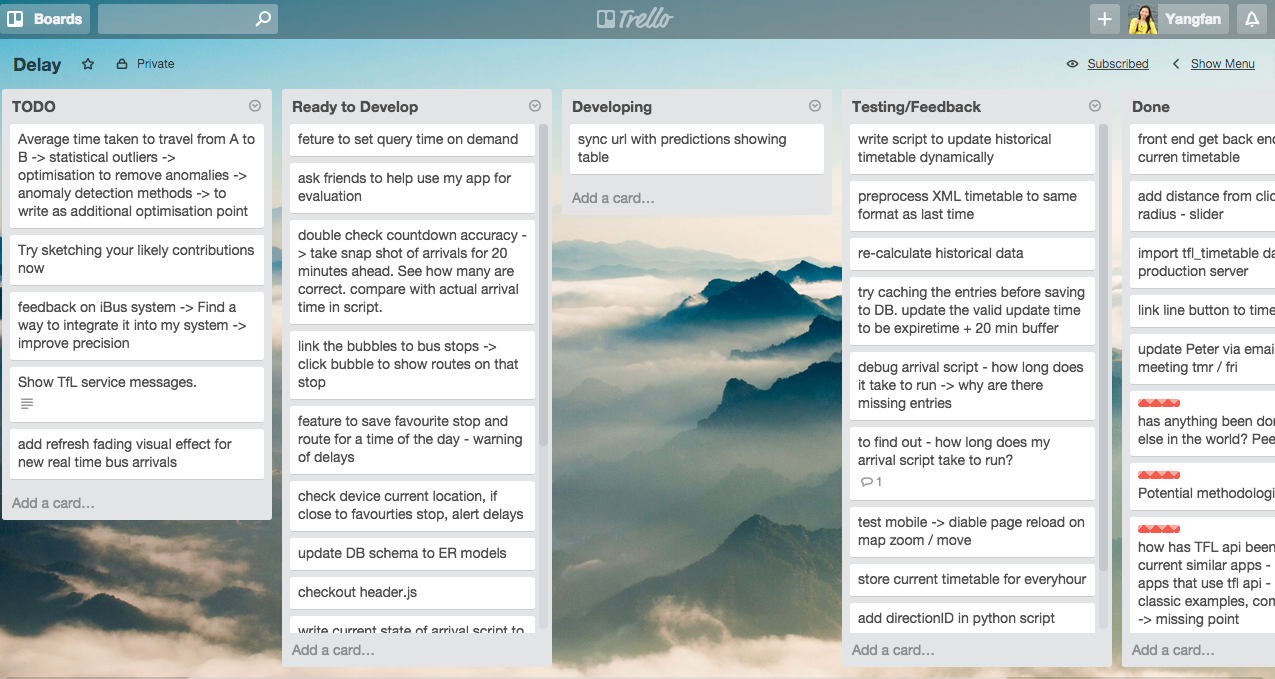 Boards
Trello
Yangfan
Delay
Private
Subscribed
Show Menu
TODO
Average time taken to travel from A to
B -> statistical outliers ->
optimisation to remove anomalies ->
anomaly detection methods -> to
write as additional optimisation point
Try sketching your likely contributions
now
feedback on iBus system -> Find a
way to integrate it into my system ->
improve precision
Show TfL service messages.
add refresh fading visual effect for
new real time bus arrivals
Add a card...
Ready to Develop
feture to set query time on demand
ask friends to help use my app for
evaluation
double check countdown accuracy -
> take snap shot of arrivals for 20
minutes ahead. See how many are
correct. compare with actual arrival
time in script.
link the bubbles to bus stops ->
click bubble to show routes on that
stop
feature to save favourite stop and
route for a time of the day - warning
of delays
check device current location, if
close to favourties stop, alert delays
update DB schema to ER models
checkout header.js
write current state of arrival script to
Add a card...
Developing
sync url with predictions showing
table
Add a card...
Testing/Feedback
write script to update historical
timetable dynamically
preprocess XML timetable to same
format as last time
re-calculate historical data
try caching the entries before saving
to DB. update the valid update time
to be expiretime + 20 min buffer
debug arrival script - how long does
it take to run -> why are there
missing entries
to find out - how long does my
arrival script take to run?
1
test mobile -> diable page reload on
map zoom / move
store current timetable for everyhour
add directionID in python script
Add a card...
Done
front end get back end
curren timetable
add distance from clic
radius - slider
import tfl_timetable da
production server
link line button to time
update Peter via emai
meeting tmr / fri
has anything been dor
else in the world? Pee
Potential methodologi
how has TFL api been
current similar apps -
apps that use tfl api -
classic examples, con
-> missing point
Add a card...